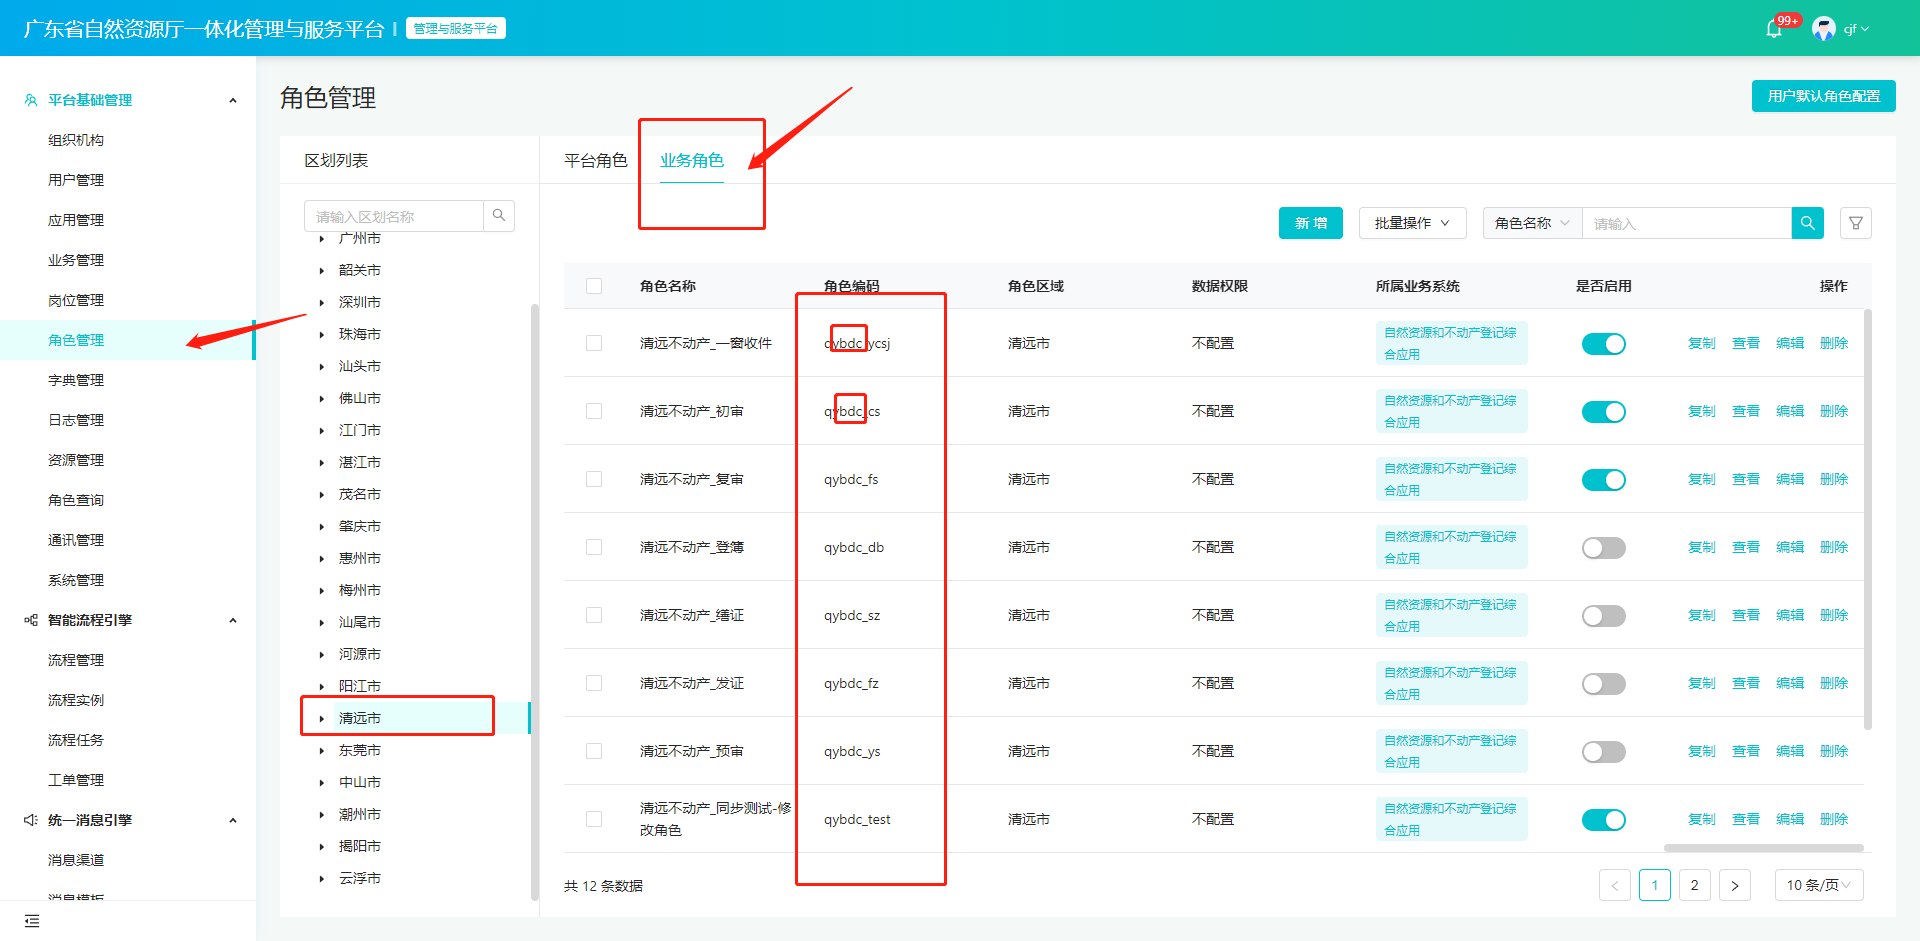 广东省自然资源厅一体化管理与服务平台
管理与服务平台
99+
cjf
平台基础管理
组织机构
用户管理
应用管理
业务管理
岗位管理
角色管理
字典管理
日志管理
资源管理
角色查询
通讯管理
系统管理
智能流程引擎
流程管理
流程实例
流程任务
工单管理
统一消息引擎
消息渠道
消息模板
角色管理
用户默认角色配置
区划列表
请输入区划名称
广州市
韶关市
深圳市
珠海市
汕头市
佛山市
江门市
湛江市
茂名市
肇庆市
惠州市
梅州市
汕尾市
河源市
阳江市
清远市
东莞市
中山市
潮州市
揭阳市
云浮市
平台角色 业务角色
新 增 批量操作 角色名称 请输入
角色名称 角色编码 角色区域 数据权限 所属业务系统 是否启用 操作
清远不动产_一窗收件 qybdc_ycsj 清远市 不配置 自然资源和不动产登记综 复制 查看 编辑 删除
合应用
清远不动产_初审 qybdc_cs 清远市 不配置 自然资源和不动产登记综 复制 查看 编辑 删除
合应用
清远不动产_复审 qybdc_fs 清远市 不配置 自然资源和不动产登记综 复制 查看 编辑 删除
合应用
清远不动产_登簿 qybdc_db 清远市 不配置 自然资源和不动产登记综 复制 查看 编辑 删除
合应用
清远不动产_缮证 qybdc_sz 清远市 不配置 自然资源和不动产登记综 复制 查看 编辑 删除
合应用
清远不动产_发证 qybdc_fz 清远市 不配置 自然资源和不动产登记综 复制 查看 编辑 删除
合应用
清远不动产_预审 qybdc_ys 清远市 不配置 自然资源和不动产登记综 复制 查看 编辑 删除
合应用
清远不动产_同步测试-修 qybdc_test 清远市 不配置 自然资源和不动产登记综 复制 查看 编辑 删除
改角色 合应用
共 12 条数据 < 1 2 > 10 条/页